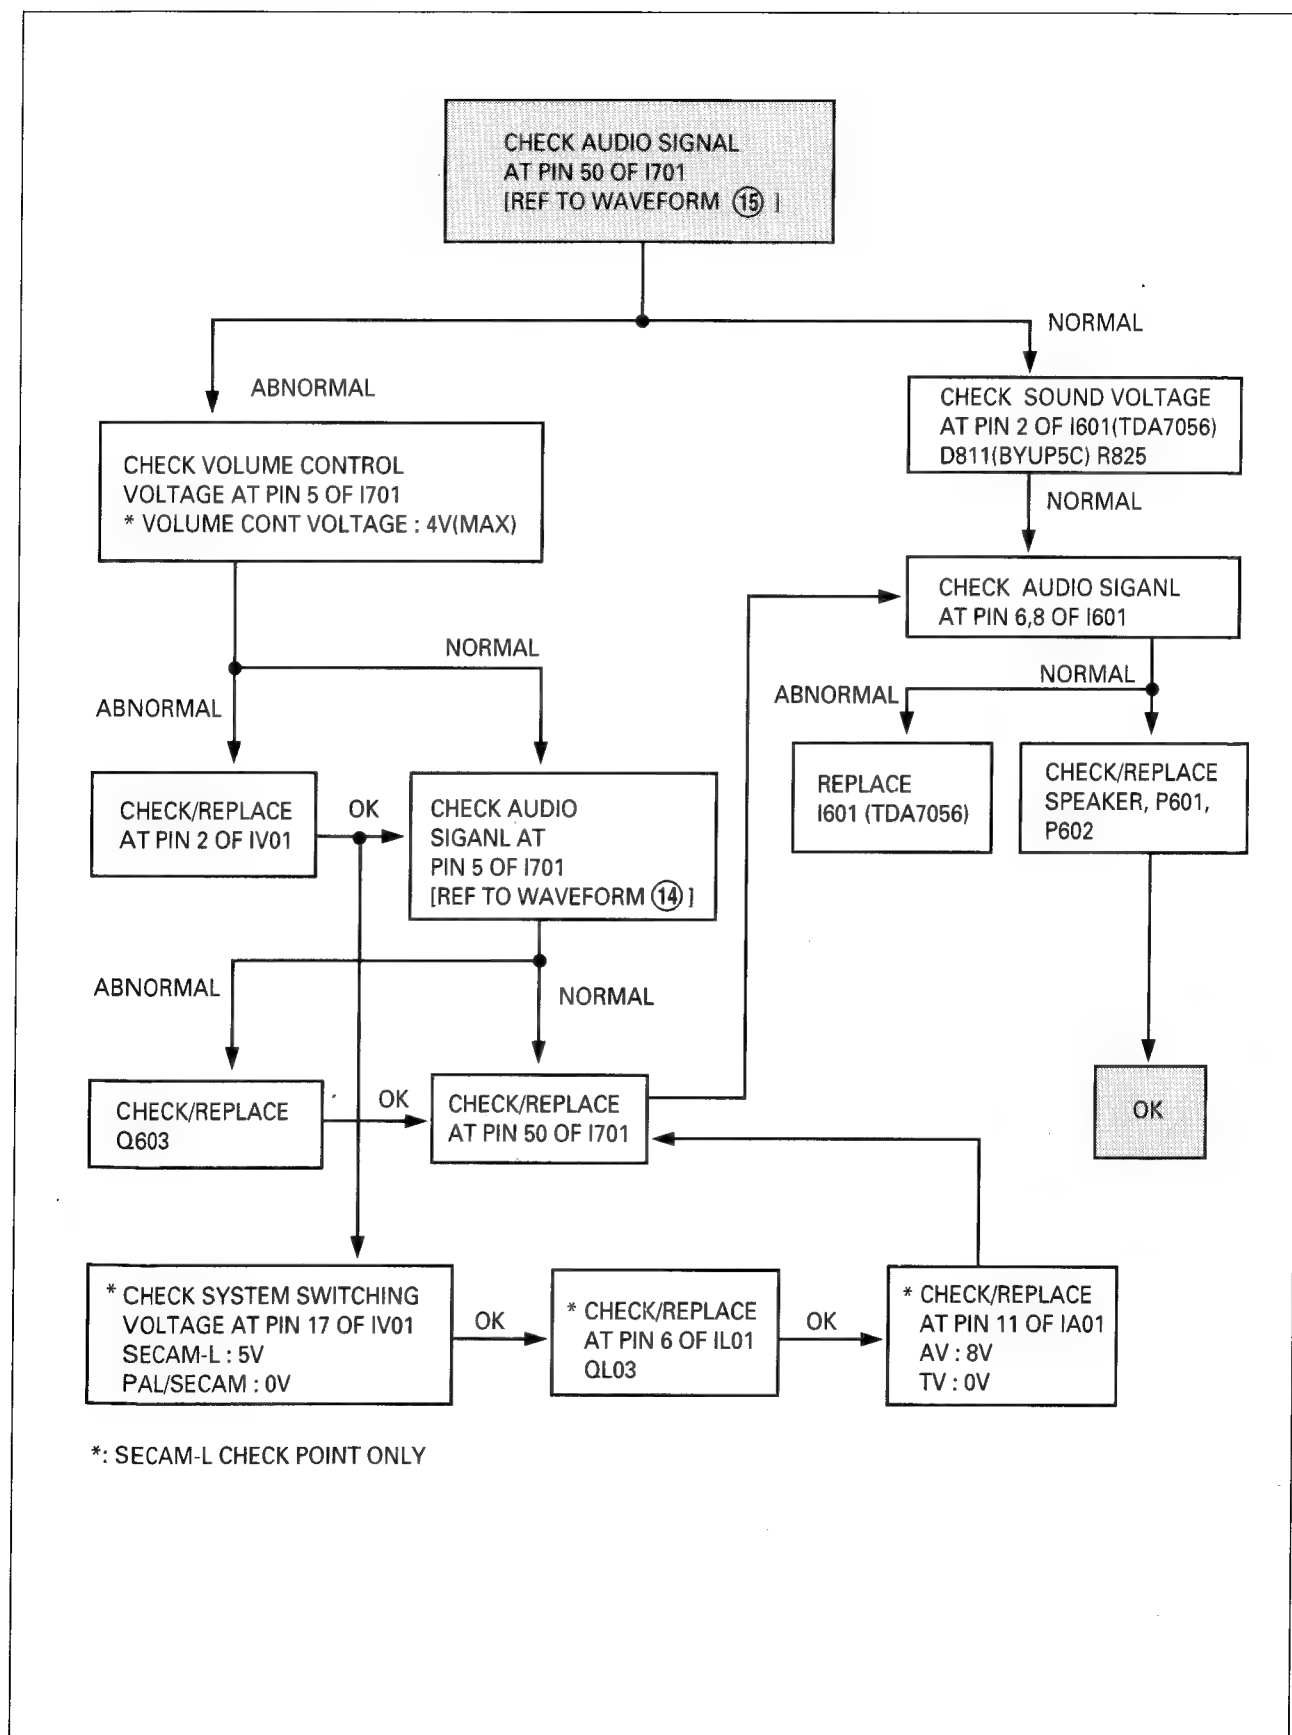 CHECK AUDIO SIGNAL
AT PIN 50 OF I701
[REF TO WAVEFORM 15 ]
NORMAL
ABNORMAL
CHECK SOUND VOLTAGE
AT PIN 2 OF I601(TDA7056)
D811(BYUP5C) R825
CHECK VOLUME CONTROL
VOLTAGE AT PIN 5 OF I701
* VOLUME CONT VOLTAGE : 4V(MAX)
NORMAL
CHECK AUDIO SIGANL
AT PIN 6,8 OF I601
NORMAL
ABNORMAL
NORMAL
ABNORMAL
CHECK/REPLACE
AT PIN 2 OF IV01
OK
CHECK AUDIO
SIGANL AT
PIN 5 OF I701
[REF TO WAVEFORM 14 ]
REPLACE
I601 (TDA7056)
CHECK/REPLACE
SPEAKER, P601,
P602
ABNORMAL
NORMAL
CHECK/REPLACE
Q603
OK
CHECK/REPLACE
AT PIN 50 OF I701
OK
* CHECK SYSTEM SWITCHING
VOLTAGE AT PIN 17 OF IV01
SECAM-L : 5V
PAL/SECAM : 0V
OK
* CHECK/REPLACE
AT PIN 6 OF IL01
QL03
OK
* CHECK/REPLACE
AT PIN 11 OF IA01
AV : 8V
TV : 0V
*: SECAM-L CHECK POINT ONLY